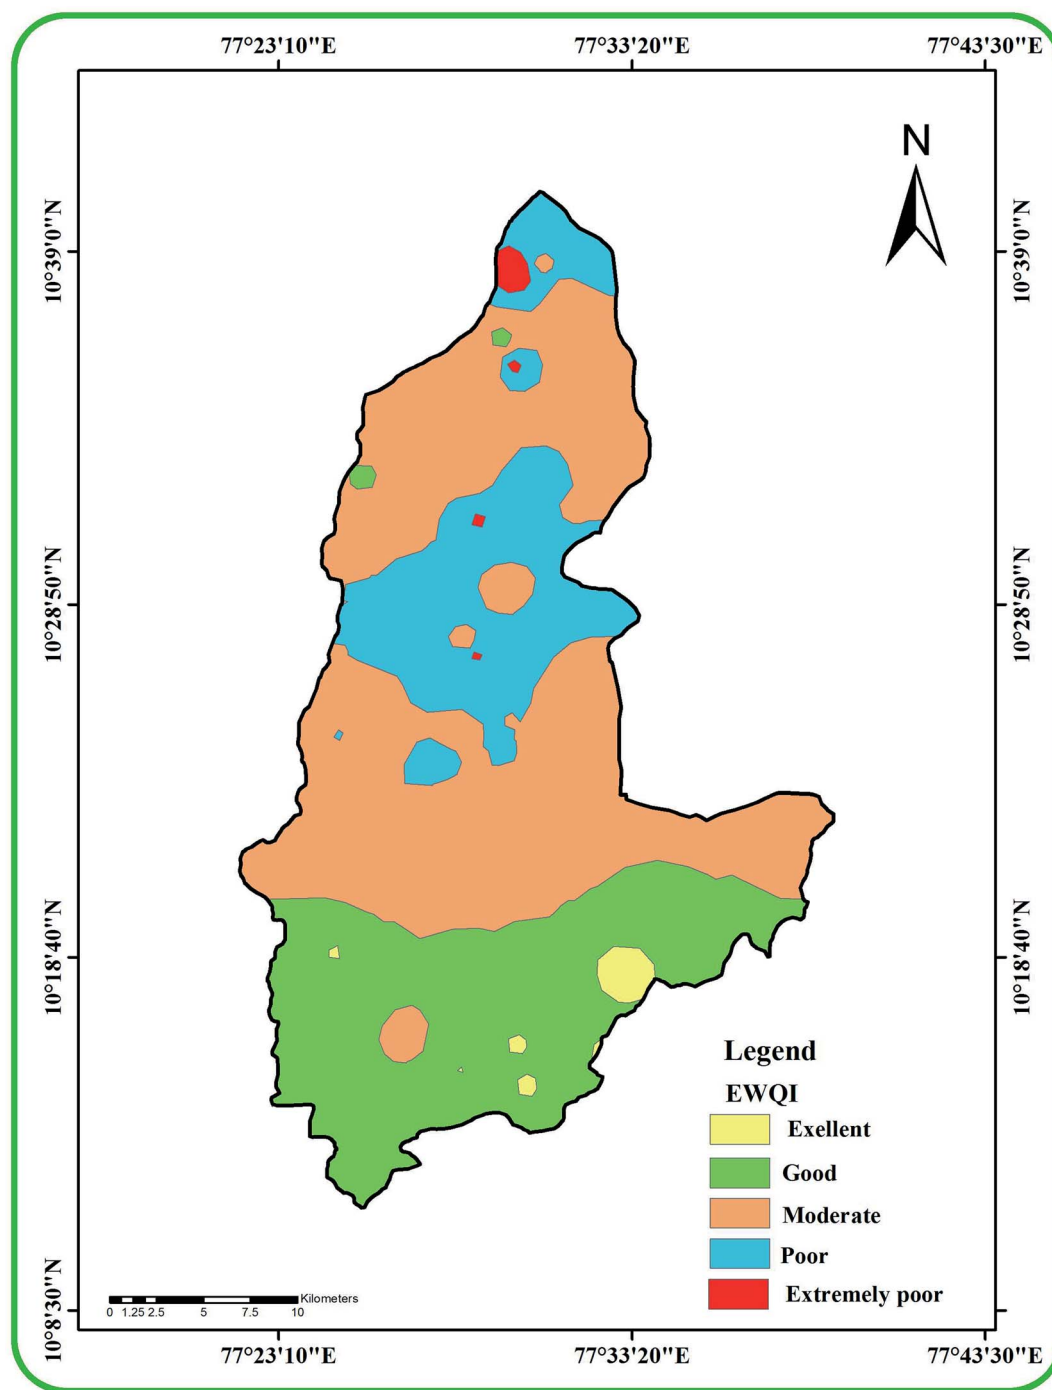 77°23'10"E 77°33'20"E 77°43'30"E
N
10°39'0"N 10°39'0"N
10°28'50"N 10°28'50"N
10°18'40"N 10°18'40"N
Legend
EWQI
Exellent
Good
Moderate
Poor
Extremely poor
Kilometers
0 1.25 2.5 5 7.5 10
10°8'30"N
77°23'10"E 77°33'20"E 77°43'30"E